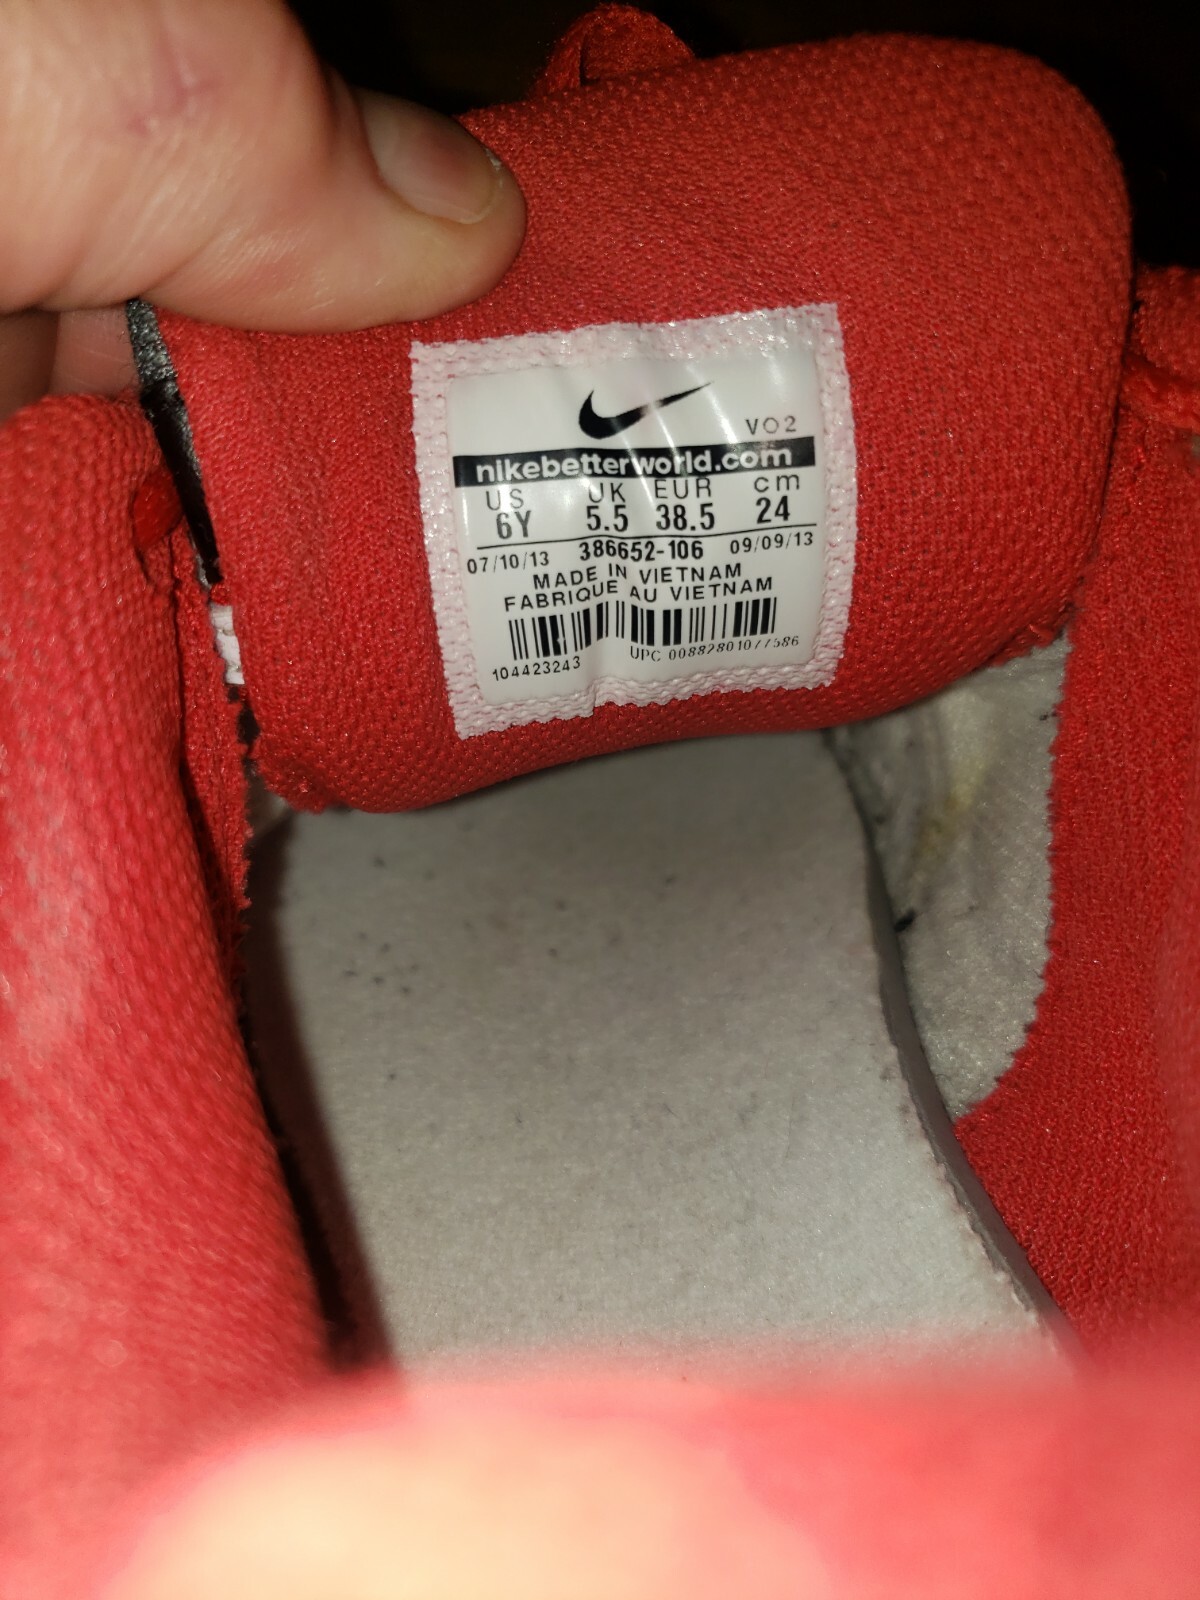 VO2
nikebetterworld.com
US UK EUR cm
6Y 5.5 38.5 24
07/10/13 386652-106 09/09/13
MADE IN VIETNAM
FABRIQUE AU VIETNAM
104423243 UPC